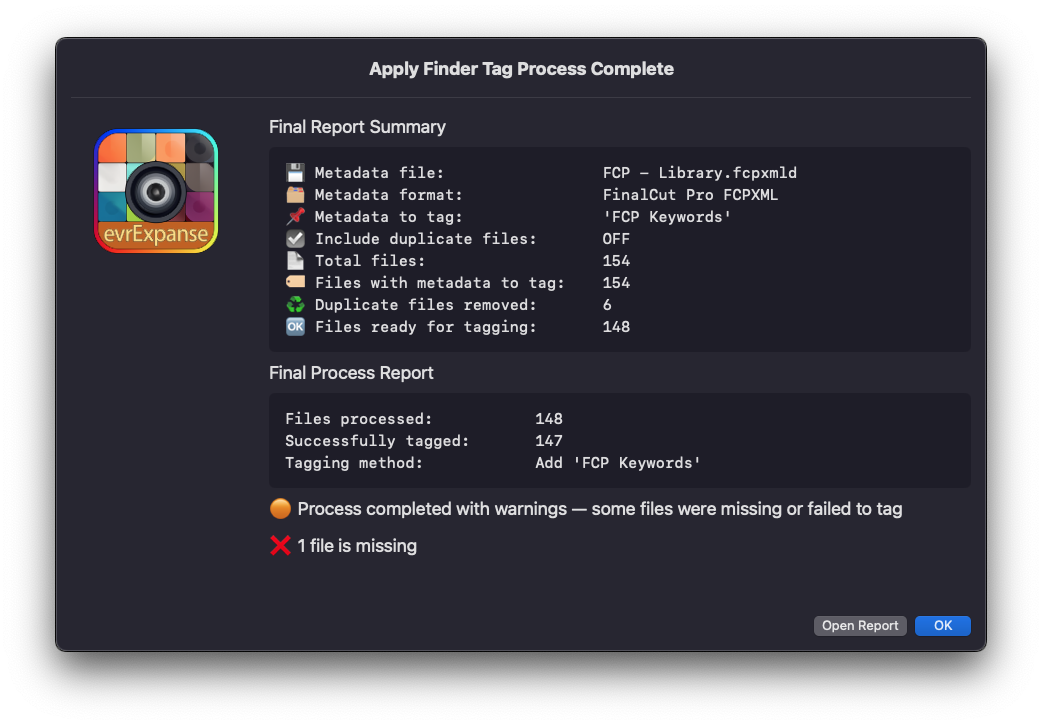 Apply Finder Tag Process Complete
evrExpanse
Final Report Summary
Metadata file: FCP – Library.fcpxmld
Metadata format: FinalCut Pro FCPXML
Metadata to tag: 'FCP Keywords'
Include duplicate files: OFF
Total files: 154
Files with metadata to tag: 154
Duplicate files removed: 6
OK Files ready for tagging: 148
Final Process Report
Files processed: 148
Successfully tagged: 147
Tagging method: Add 'FCP Keywords'
Process completed with warnings — some files were missing or failed to tag
1 file is missing
Open Report
OK